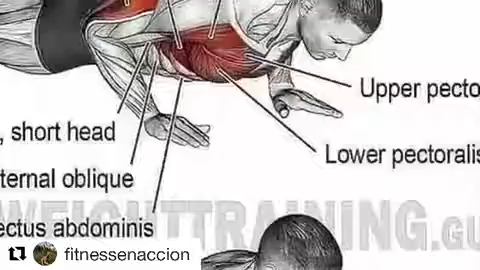 Upper pecto
, short head
Lower pectoralis
ternal oblique
WEIGHTTRAINING.GU
ectus abdominis
fitnessenaccion